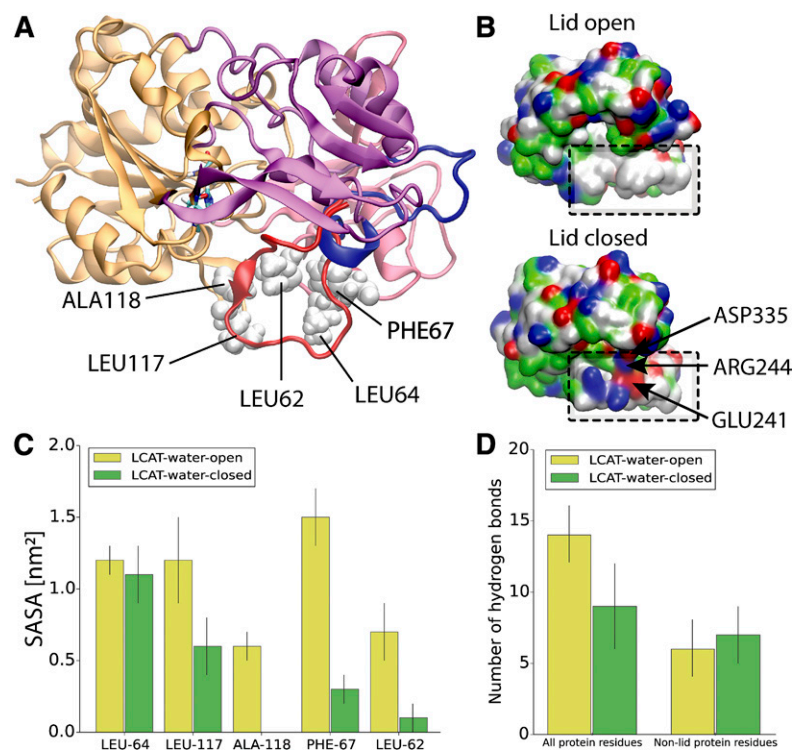 A
ALA118
LEU117
LEU62
LEU64
PHE67
B
Lid open
Lid closed
ASP335
ARG244
GLU241
C
SASA [nm²]
2.0
1.5
1.0
0.5
0.0
LCAT-water-open
LCAT-water-closed
LEU-64 LEU-117 ALA-118 PHE-67 LEU-62
D
Number of hydrogen bonds
20
15
10
5
0
LCAT-water-open
LCAT-water-closed
All protein residues Non-lid protein residues